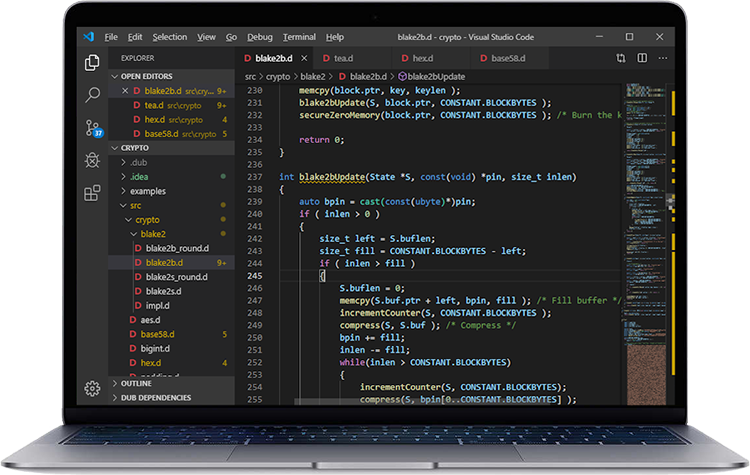 File Edit Selection View Go Debug Terminal Help blake2b.d - crypto - Visual Studio Code
EXPLORER
OPEN EDITORS
blake2b.d src\cry... 9+
tea.d src\crypto 9+
hex.d src\crypto 4
base58.d src\crypto 5
CRYPTO
.dub
.idea
examples
src
crypto
blake2
blake2b_round.d
blake2b.d 9+
blake2s_round.d
blake2s.d
impl.d
aes.d
base58.d 5
bigint.d
hex.d 4
OUTLINE
DUB DEPENDENCIES
37
blake2b.d tea.d hex.d base58.d
src > crypto > blake2 > blake2b.d > blake2bUpdate
230 memcpy(block.ptr, key, keylen );
231 blake2bUpdate(S, block.ptr, CONSTANT.BLOCKBYTES );
232 secureZeroMemory(block.ptr, CONSTANT.BLOCKBYTES ); /* Burn the k
233
234 return 0;
235 }
236
237 int blake2bUpdate(State *S, const(void) *pin, size_t inlen)
238 {
239 auto bpin = cast(const(ubyte)*)pin;
240 if ( inlen > 0 )
241 {
242 size_t left = S.buflen;
243 size_t fill = CONSTANT.BLOCKBYTES - left;
244 if ( inlen > fill )
245 {
246 S.buflen = 0;
247 memcpy(S.buf.ptr + left, bpin, fill ); /* Fill buffer */
248 incrementCounter(S, CONSTANT.BLOCKBYTES );
249 compress(S, S.buf ); /* Compress */
250 bpin += fill;
251 inlen -= fill;
252 while(inlen > CONSTANT.BLOCKBYTES)
253 {
254 incrementCounter(S, CONSTANT.BLOCKBYTES);
255 compress(S, bpin[0..CONSTANT.BLOCKBYTES] );